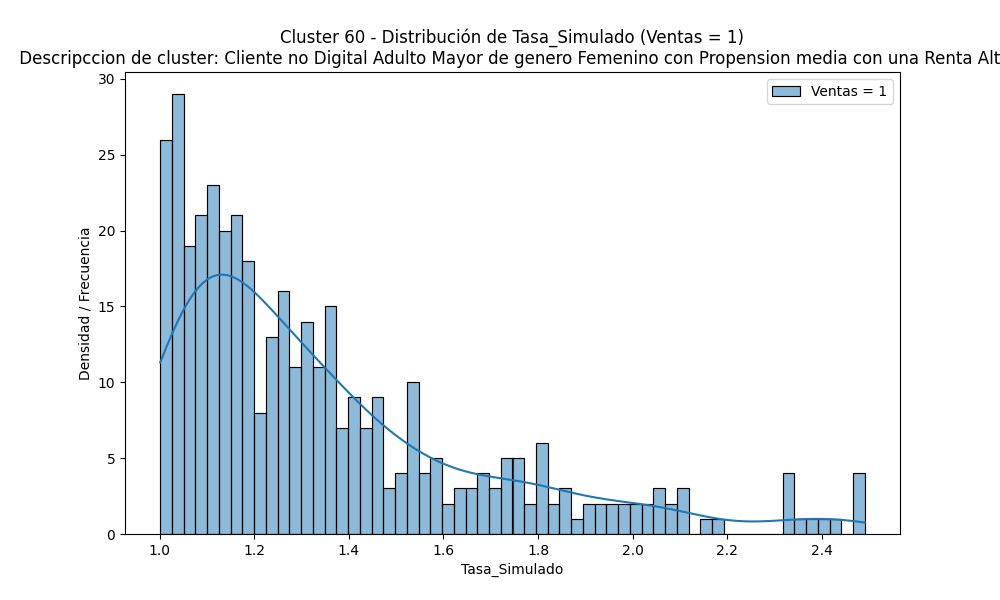 Cluster 60 - Distribución de Tasa_Simulado (Ventas = 1)
Descripccion de cluster: Cliente no Digital Adulto Mayor de genero Femenino con Propension media con una Renta Alt
Ventas = 1
30
25
20
15
10
5
0
Densidad / Frecuencia
1.0 1.2 1.4 1.6 1.8 2.0 2.2 2.4
Tasa_Simulado